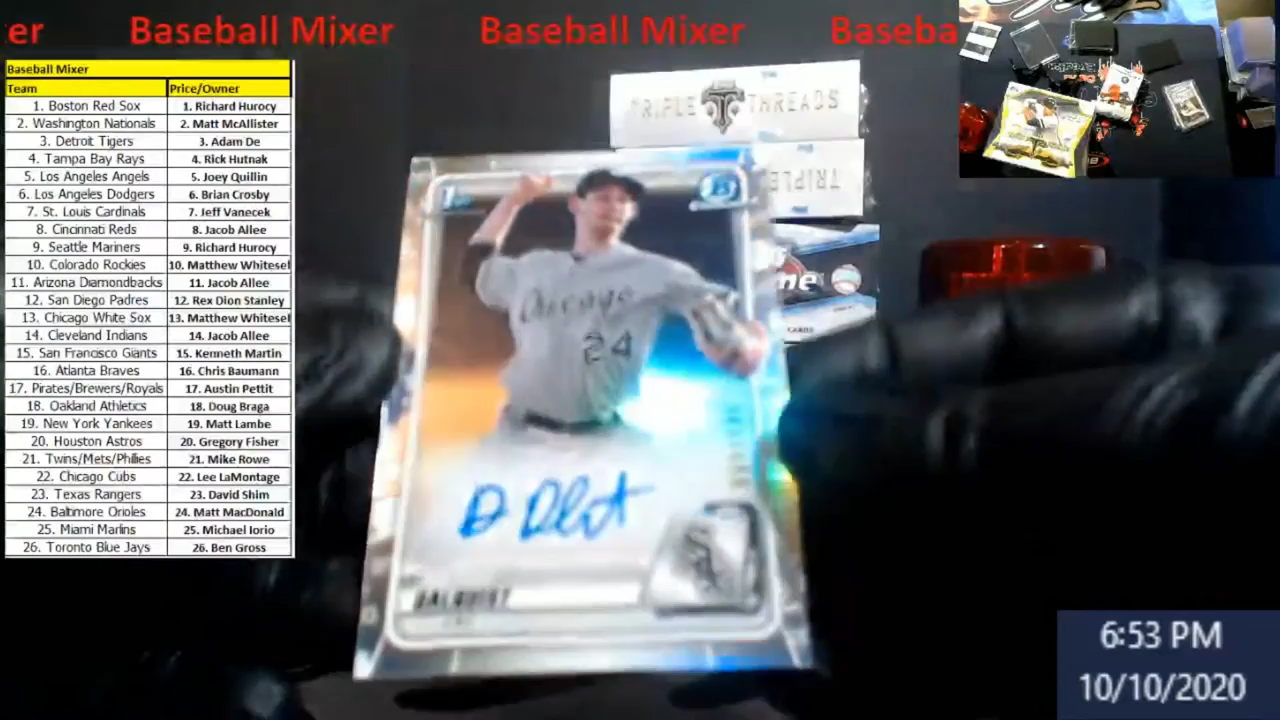 er Baseball Mixer Baseball Mixer Baseba
Baseball Mixer
Team Price/Owner
1. Boston Red Sox 1. Richard Hurocy
2. Washington Nationals 2. Matt McAllister
3. Detroit Tigers 3. Adam De
4. Tampa Bay Rays 4. Rick Hutnak
5. Los Angeles Angels 5. Joey Quillin
6. Los Angeles Dodgers 6. Brian Crosby
7. St. Louis Cardinals 7. Jeff Vanecek
8. Cincinnati Reds 8. Jacob Allee
9. Seattle Mariners 9. Richard Hurocy
10. Colorado Rockies 10. Matthew Whitesel
11. Arizona Diamondbacks 11. Jacob Allee
12. San Diego Padres 12. Rex Dion Stanley
13. Chicago White Sox 13. Matthew Whitesel
14. Cleveland Indians 14. Jacob Allee
15. San Francisco Giants 15. Kenneth Martin
16. Atlanta Braves 16. Chris Baumann
17. Pirates/Brewers/Royals 17. Austin Pettit
18. Oakland Athletics 18. Doug Braga
19. New York Yankees 19. Matt Lambe
20. Houston Astros 20. Gregory Fisher
21. Twins/Mets/Phillies 21. Mike Rowe
22. Chicago Cubs 22. Lee LaMontage
23. Texas Rangers 23. David Shim
24. Baltimore Orioles 24. Matt MacDonald
25. Miami Marlins 25. Michael Iorio
26. Toronto Blue Jays 26. Ben Gross
TRIPLE THREADS
TRIPLE
Chicago
24
DALQUIST
6:53 PM
10/10/2020